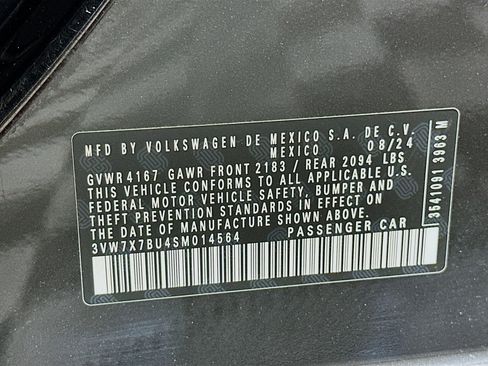 MFD BY VOLKSWAGEN DE MEXICO S.A. DE C.V.
MEXICO 08/24
GVWR 4167 GAWR FRONT 2183 / REAR 2094 LBS
THIS VEHICLE CONFORMS TO ALL APPLICABLE U.S.
FEDERAL MOTOR VEHICLE SAFETY, BUMPER AND
THEFT PREVENTION STANDARDS IN EFFECT ON
THE DATE OF MANUFACTURE SHOWN ABOVE.
3VW7X7BU4SM014564 PASSENGER CAR
3541091 3963 M